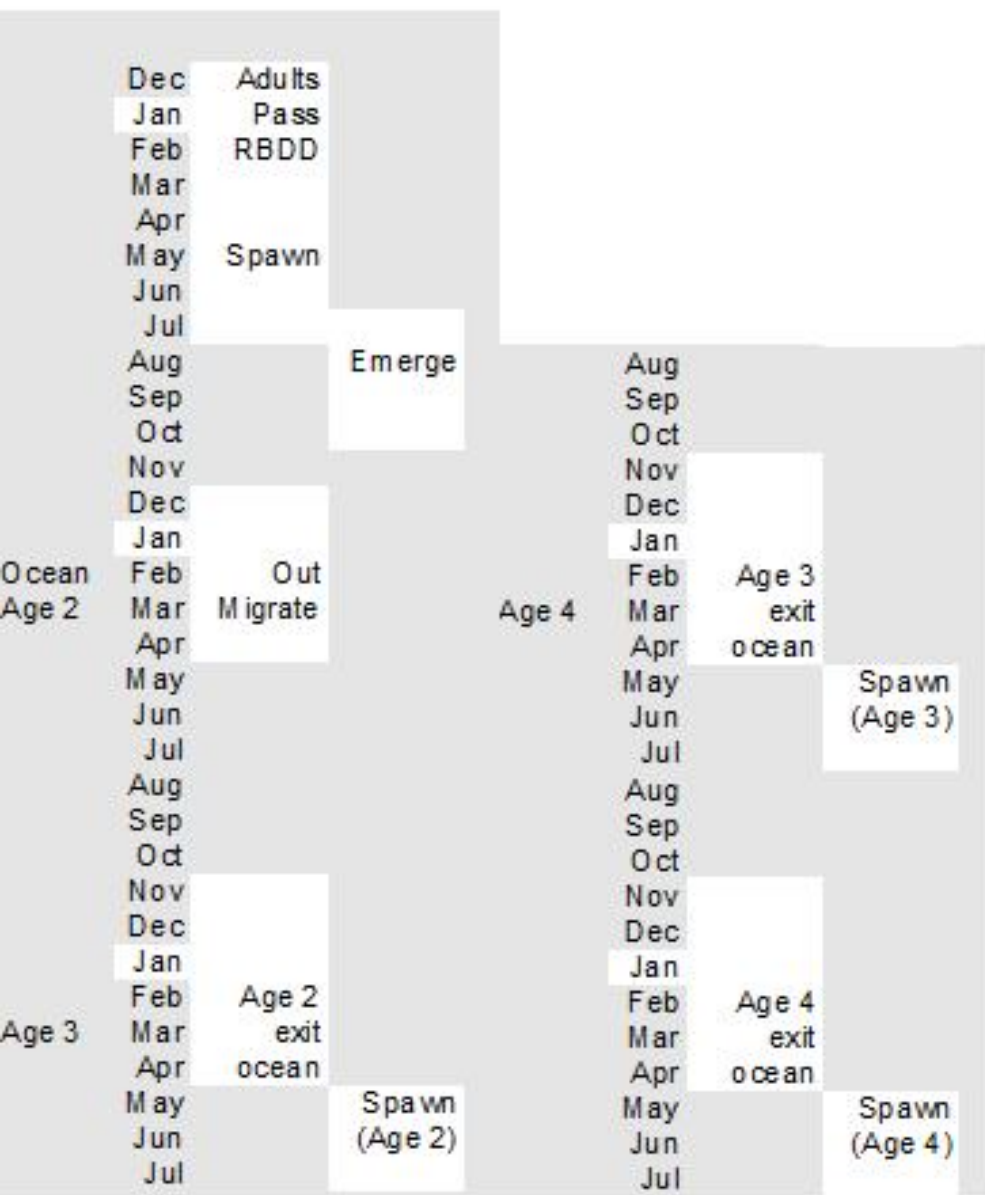 Dec Adults
Jan Pass
Feb RBDD
Mar
Apr
May Spawn
Jun
Jul
Aug Emerge
Sep
Oct
Nov
Dec
Jan
Ocean Feb Out
Age 2 Mar Migrate
Apr
May
Jun
Jul
Aug
Sep
Oct
Nov
Dec
Jan
Feb Age 2
Age 3 Mar exit
Apr ocean
May Spawn
Jun (Age 2)
Jul
Aug
Sep
Oct
Nov
Dec
Jan
Feb Age 3
Age 4 Mar exit
Apr ocean
May Spawn
Jun (Age 3)
Jul
Aug
Sep
Oct
Nov
Dec
Jan
Feb Age 4
Mar exit
Apr ocean
May Spawn
Jun (Age 4)
Jul